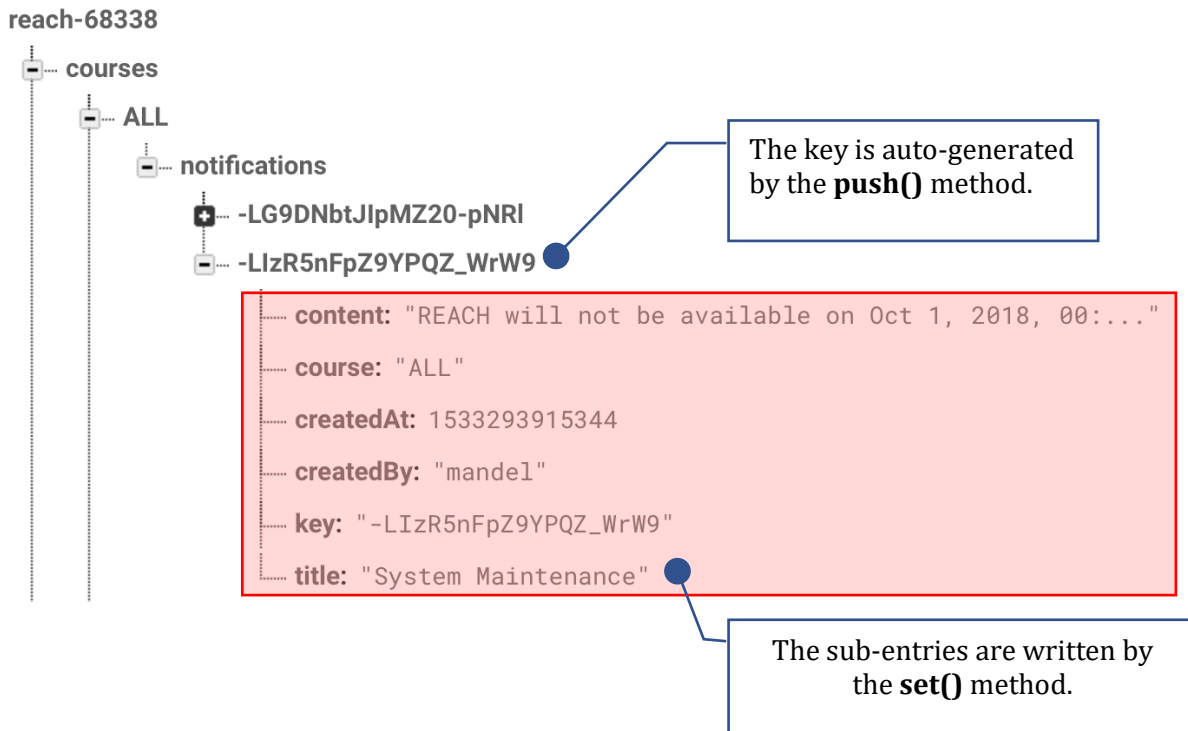 reach-68338
courses
ALL
notifications
The key is auto-generated
by the push() method.
-LG9DNbtJIpMZ20-pNRl
-LIzR5nFpZ9YPQZ_WrW9
content: "REACH will not be available on Oct 1, 2018, 00:..."
course: "ALL"
createdAt: 1533293915344
createdBy: "mandel"
key: "-LIzR5nFpZ9YPQZ_WrW9"
title: "System Maintenance"
The sub-entries are written by
the set() method.